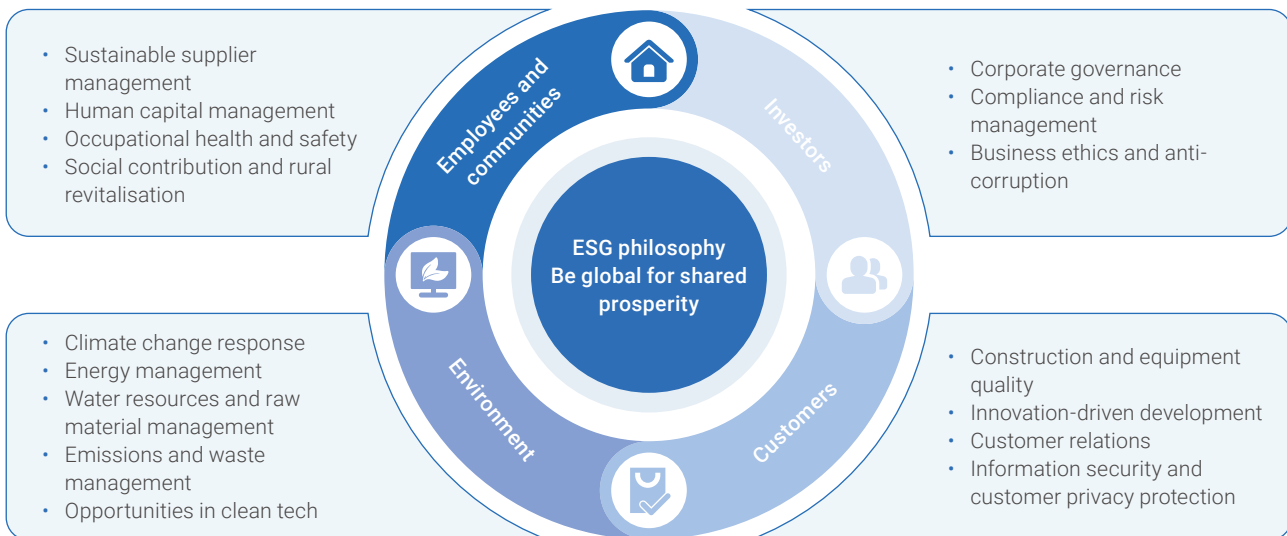 • Sustainable supplier
management
• Human capital management
• Occupational health and safety
• Social contribution and rural
revitalisation
Employees and
communities
Investors
• Corporate governance
• Compliance and risk
management
• Business ethics and anti-
corruption
ESG philosophy
Be global for shared
prosperity
• Climate change response
• Energy management
• Water resources and raw
material management
• Emissions and waste
management
• Opportunities in clean tech
Environment
Customers
• Construction and equipment
quality
• Innovation-driven development
• Customer relations
• Information security and
customer privacy protection